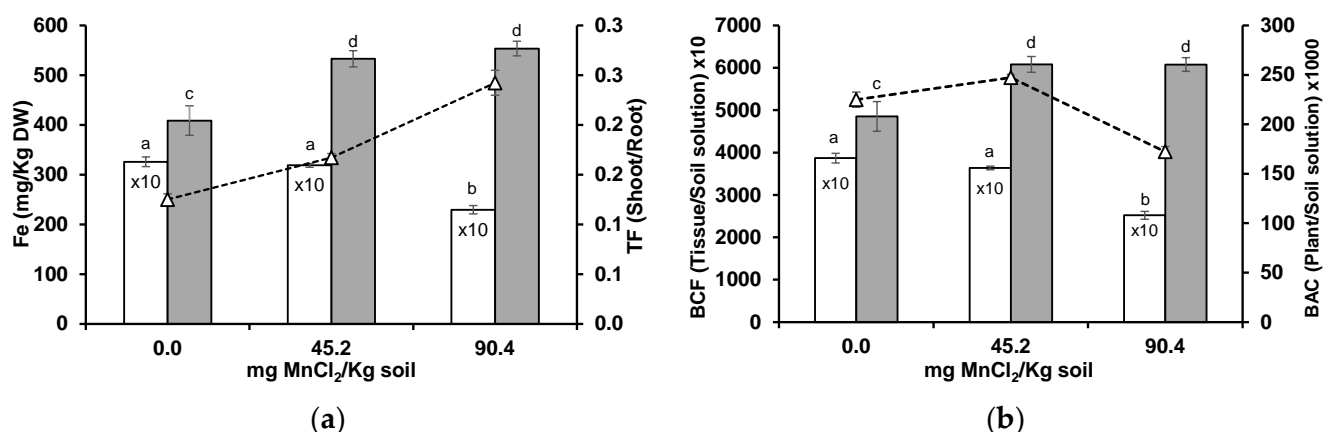 600
500
400
300
200
100
0
Fe (mg/Kg DW)
a
c
x10
a
d
x10
b
d
x10
0.3
0.3
0.2
0.2
0.1
0.1
0.0
TF (Shoot/Root)
0.0 45.2 90.4
mg MnCl₂/Kg soil
(a)
7000
6000
5000
4000
3000
2000
1000
0
BCF (Tissue/Soil solution) x10
a
c
x10
a
d
x10
b
d
x10
300
250
200
150
100
50
0
BAC (Plant/Soil solution) x1000
0.0 45.2 90.4
mg MnCl₂/Kg soil
(b)